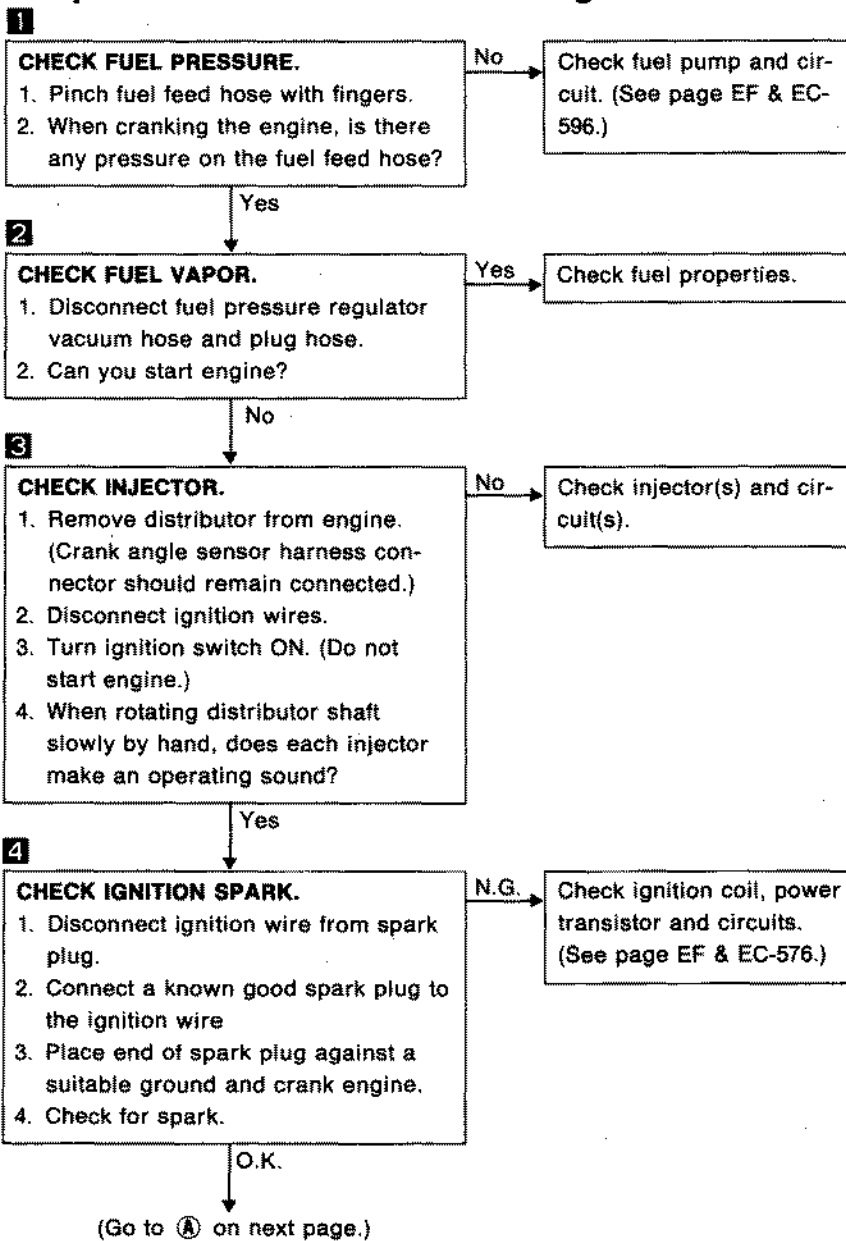 1
CHECK FUEL PRESSURE.
1. Pinch fuel feed hose with fingers.
2. When cranking the engine, is there
any pressure on the fuel feed hose?
No
Check fuel pump and cir-
cuit. (See page EF & EC-
596.)
Yes
2
CHECK FUEL VAPOR.
1. Disconnect fuel pressure regulator
vacuum hose and plug hose.
2. Can you start engine?
Yes
Check fuel properties.
No
3
CHECK INJECTOR.
1. Remove distributor from engine.
(Crank angle sensor harness con-
nector should remain connected.)
2. Disconnect ignition wires.
3. Turn ignition switch ON. (Do not
start engine.)
4. When rotating distributor shaft
slowly by hand, does each injector
make an operating sound?
No
Check injector(s) and cir-
cuit(s).
Yes
4
CHECK IGNITION SPARK.
1. Disconnect ignition wire from spark
plug.
2. Connect a known good spark plug to
the ignition wire
3. Place end of spark plug against a
suitable ground and crank engine.
4. Check for spark.
N.G.
Check ignition coil, power
transistor and circuits.
(See page EF & EC-576.)
O.K.
(Go to Ⓐ on next page.)